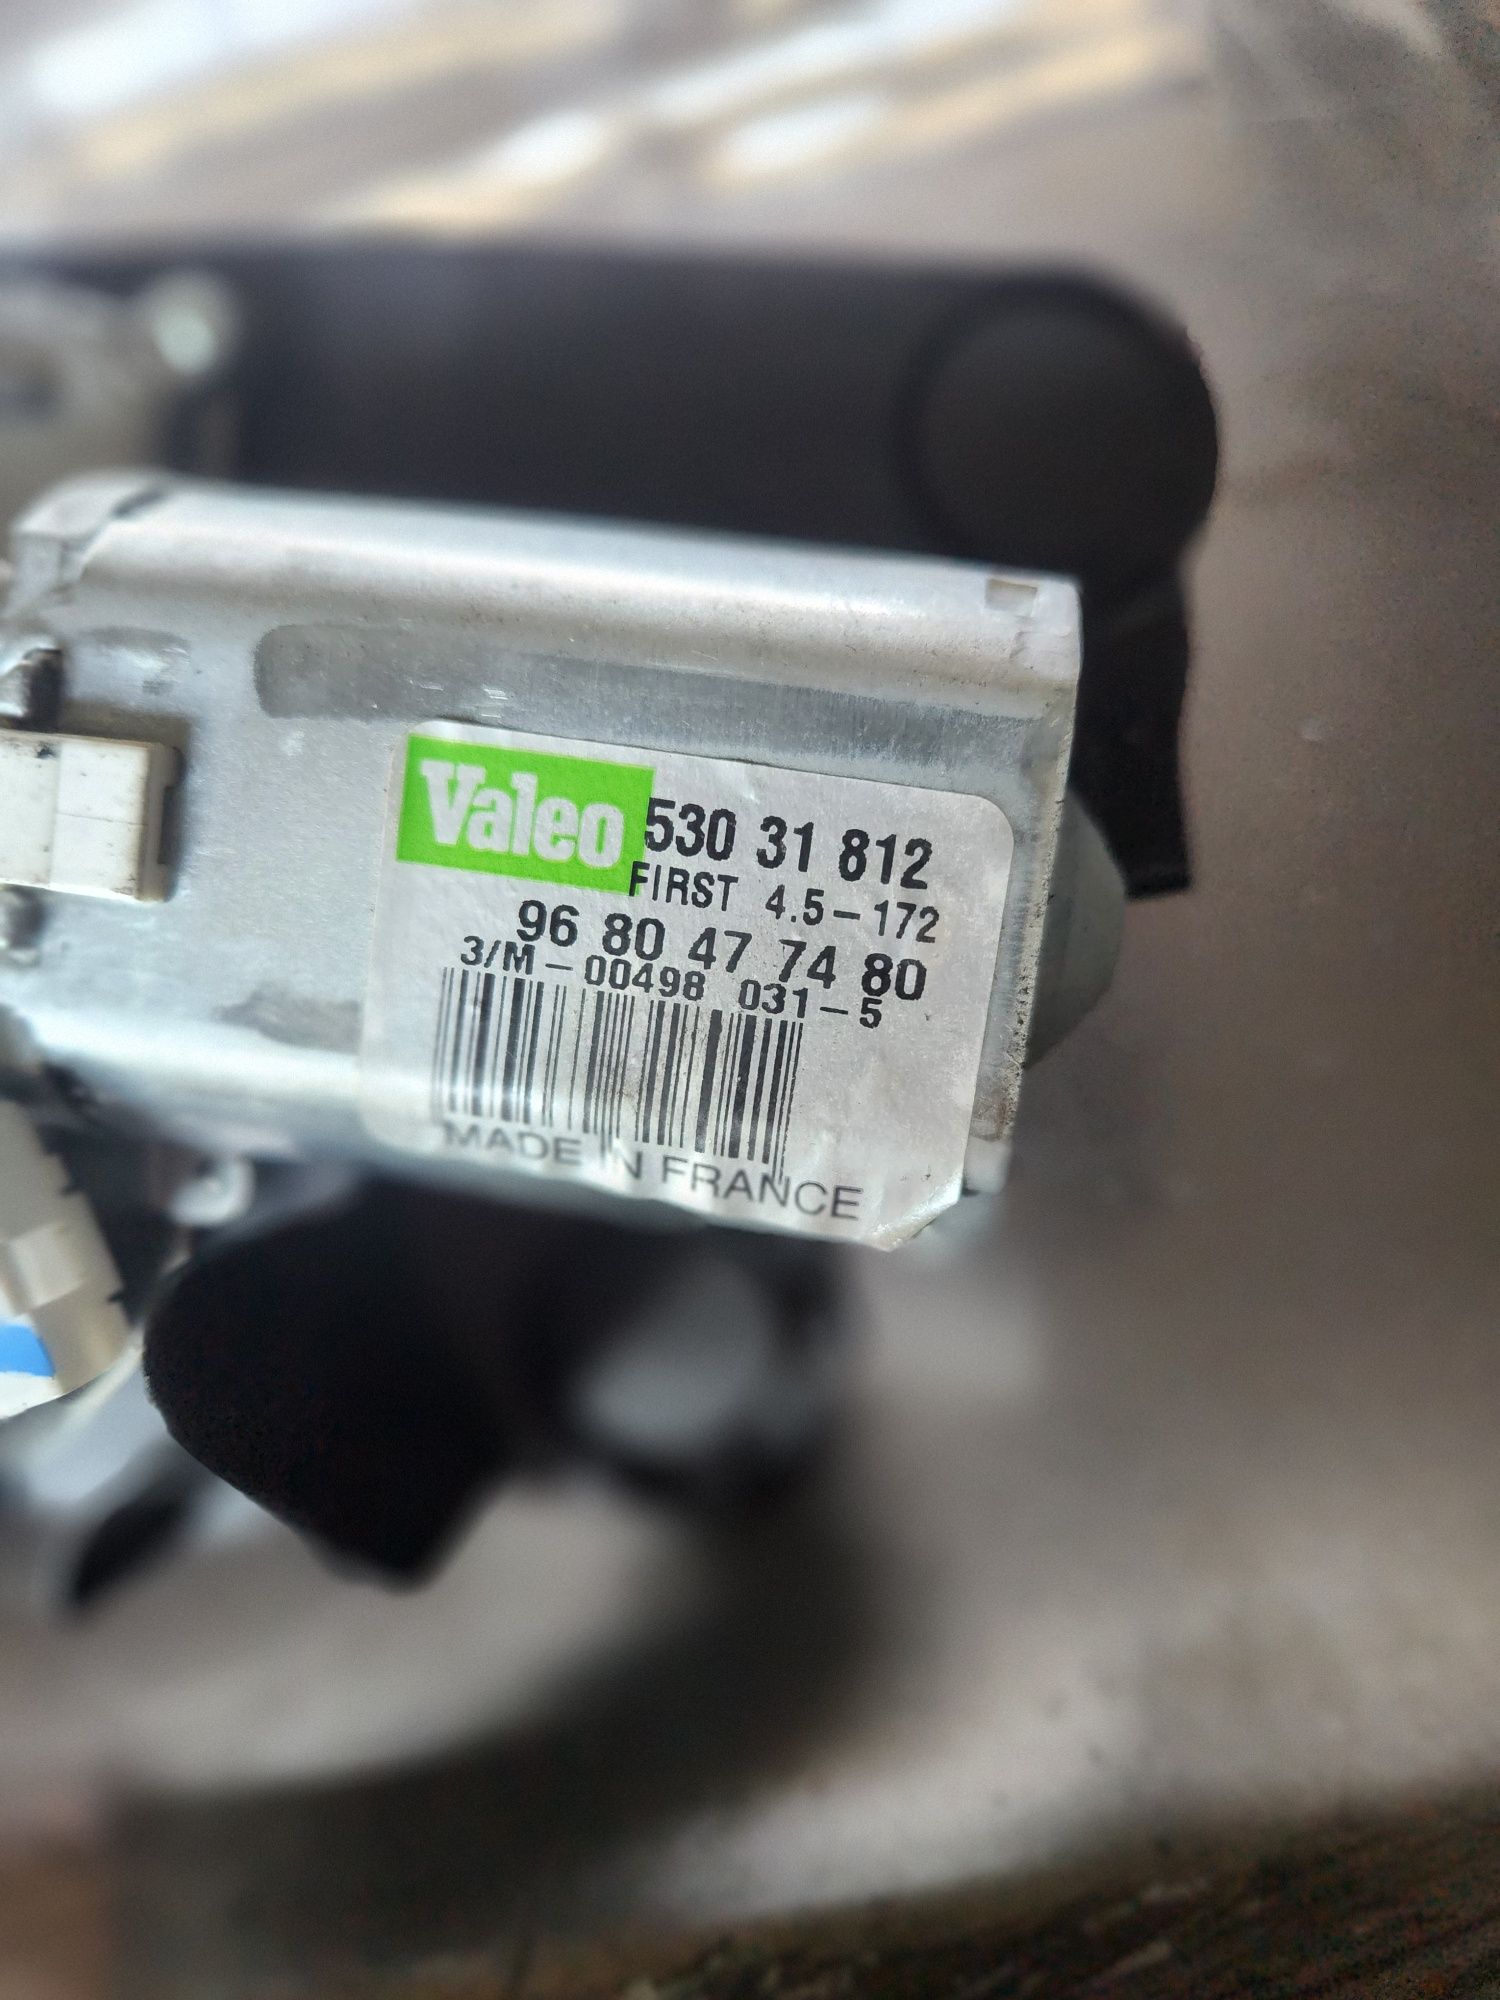 Valeo 530 31 812
FIRST 4.5-172
96 80 47 74 80
3/M-00498 031-5
MADE IN FRANCE